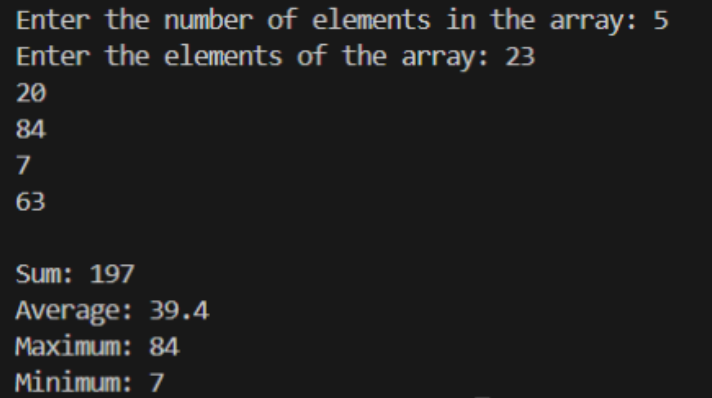 Enter the number of elements in the array: 5
Enter the elements of the array: 23
20
84
7
63
Sum: 197
Average: 39.4
Maximum: 84
Minimum: 7